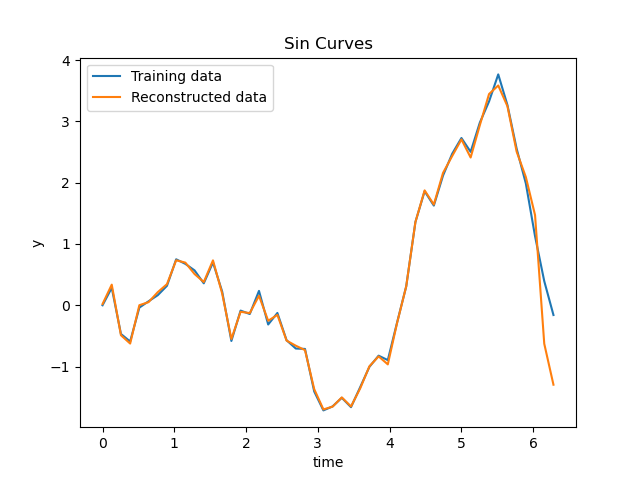 Sin Curves
Training data
Reconstructed data
4
3
2
1
0
−1
y
0 1 2 3 4 5 6
time